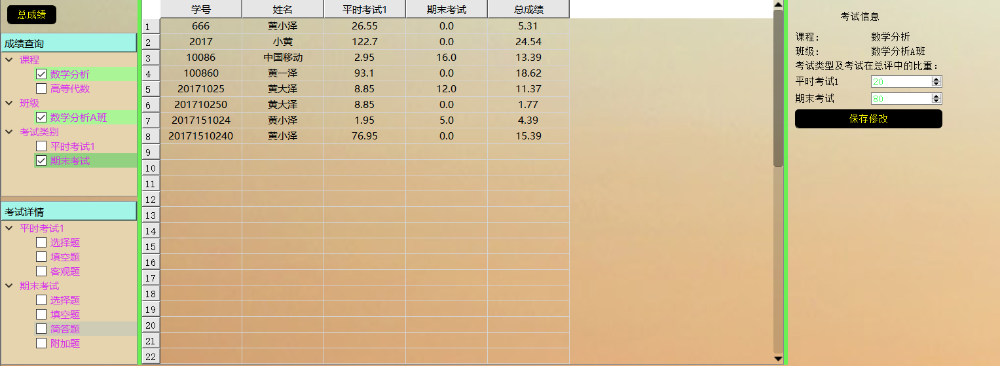 总成绩
成绩查询
课程
数学分析
高等代数
班级
数学分析A班
考试类别
平时考试1
期末考试
考试详情
平时考试1
选择题
填空题
客观题
期末考试
选择题
填空题
简答题
附加题
学号 姓名 平时考试1 期末考试 总成绩
1 666 黄小泽 26.55 0.0 5.31
2 2017 小黄 122.7 0.0 24.54
3 10086 中国移动 2.95 16.0 13.39
4 100860 黄一泽 93.1 0.0 18.62
5 20171025 黄大泽 8.85 12.0 11.37
6 201710250 黄大泽 8.85 0.0 1.77
7 2017151024 黄小泽 1.95 5.0 4.39
8 20171510240 黄小泽 76.95 0.0 15.39
9
10
11
12
13
14
15
16
17
18
19
20
21
22
考试信息
课程： 数学分析
班级： 数学分析A班
考试类型及考试在总评中的比重：
平时考试1 20
期末考试 80
保存修改